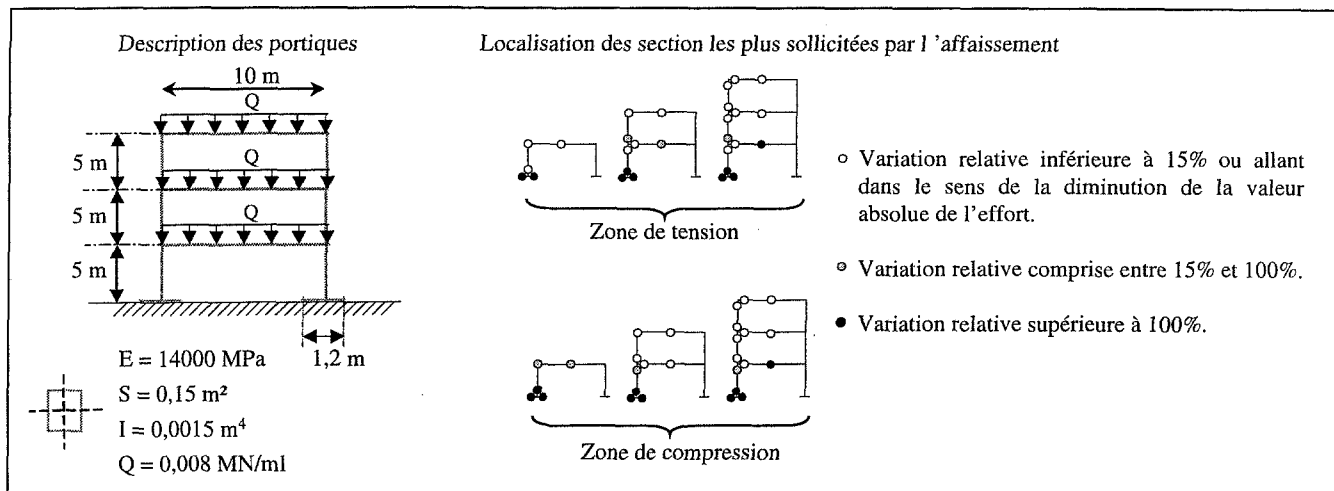 Description des portiques
Localisation des section les plus sollicitées par l 'affaissement
10 m
Q
5 m
Q
5 m
Q
5 m
1,2 m
E = 14000 MPa
S = 0,15 m²
I = 0,0015 m⁴
Q = 0,008 MN/ml
Zone de tension
Zone de compression
Variation relative inférieure à 15% ou allant
dans le sens de la diminution de la valeur
absolue de l'effort.
Variation relative comprise entre 15% et 100%.
Variation relative supérieure à 100%.